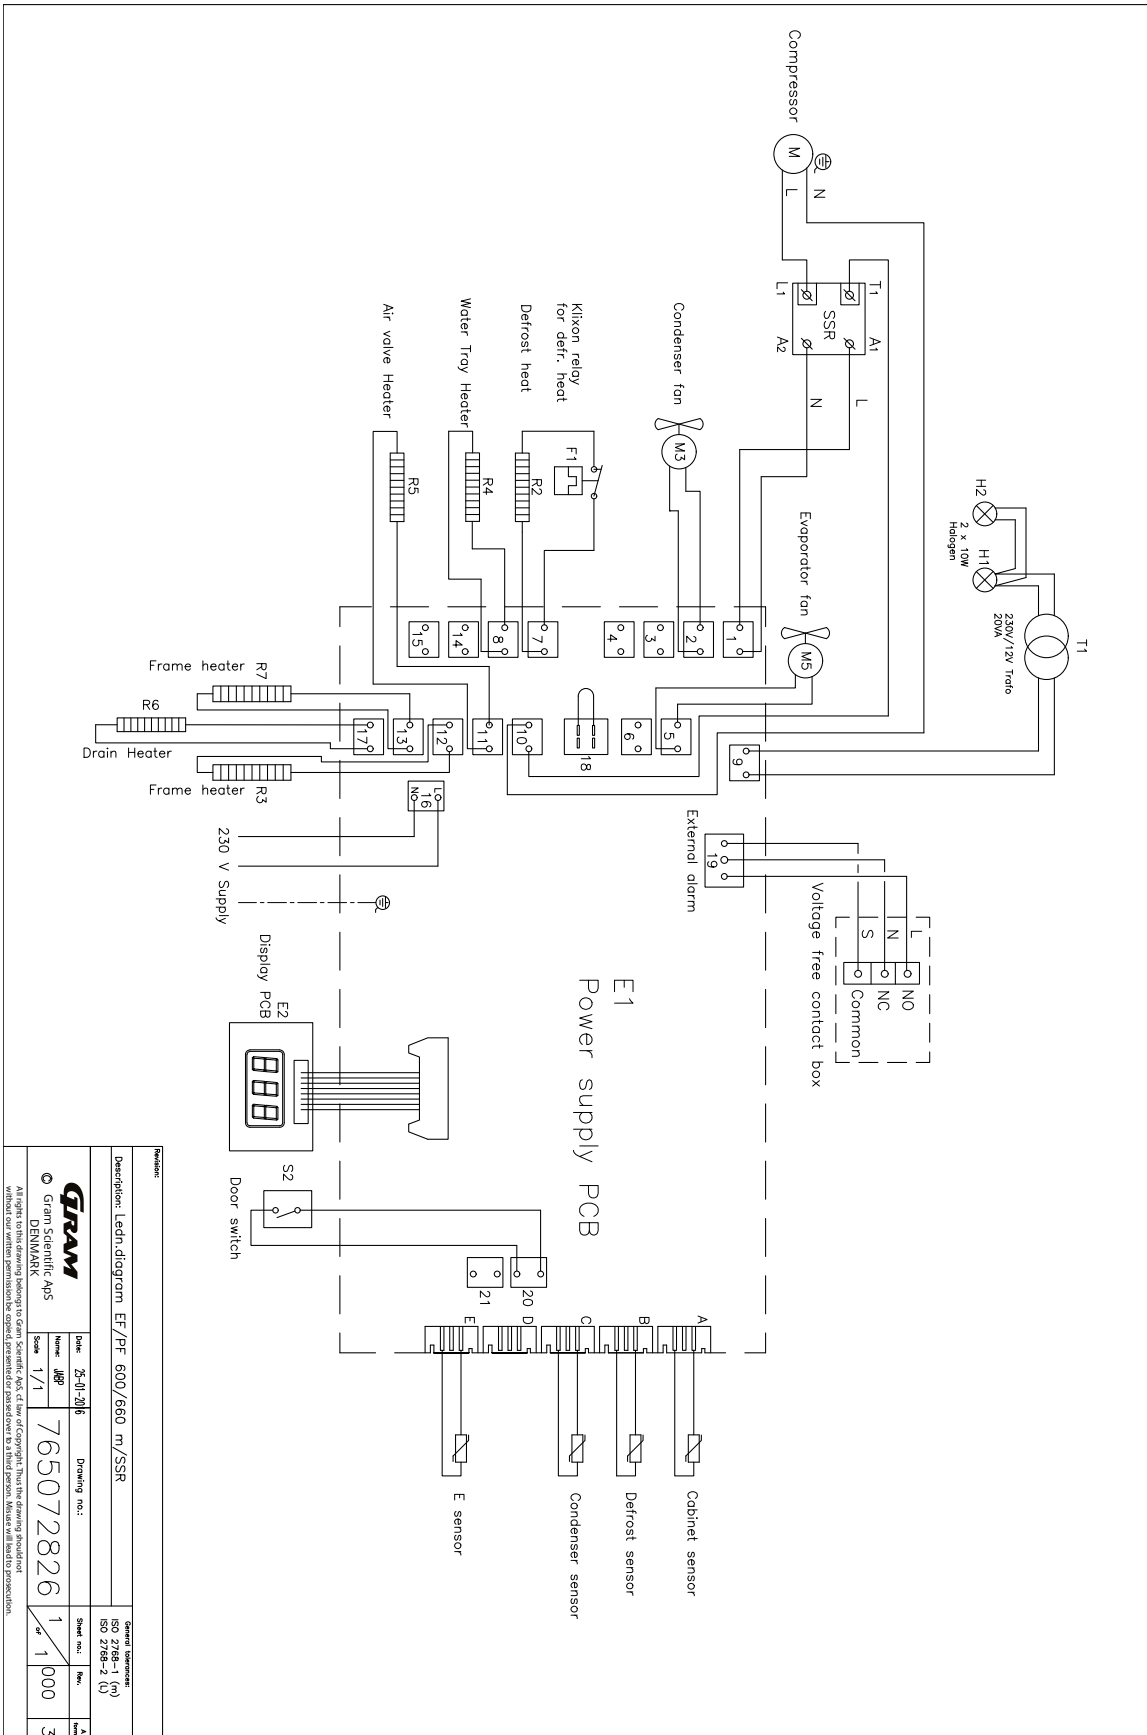 Compressor
M
N
L
T1
L1
SSR
A1
A2
L
N
H2
H1
2 x 10W
Halogen
T1
230V/12V Trafo
20VA
Condenser fan
M3
Evaporator fan
M5
Klixon relay
for defr. heat
F1
Defrost heat
R2
Water Tray Heater
R4
Air valve Heater
R5
1
2
3
4
7
8
14
15
5
6
18
10
11
12
13
17
9
Frame heater
R7
R6
Drain Heater
Frame heater
R3
L
16
N
230 V Supply
External alarm
19
Voltage free contact box
L
N
S
NO
NC
Common
E1
Power supply PCB
E2
Display PCB
S2
Door switch
20
21
A
B
C
D
E
Cabinet sensor
Defrost sensor
Condenser sensor
E sensor
Revision:
Description: Ledn.diagram EF/PF 600/660 m/SSR
General tolerances:
ISO 2768-1 (m)
ISO 2768-2 (L)
GRAM
© Gram Scientific ApS
DENMARK
Date: 25-01-2016
Name: JABP
Scale 1/1
Drawing no.:
765072826
Sheet no.:
1 OF 1
Rev.
000
A
form
3
All rights to this drawing belongs to Gram Scientific ApS, cf. law of Copyright. Thus the drawing should not
without our written permission be copied, presented or passed over to a third person. Misuse will lead to prosecution.